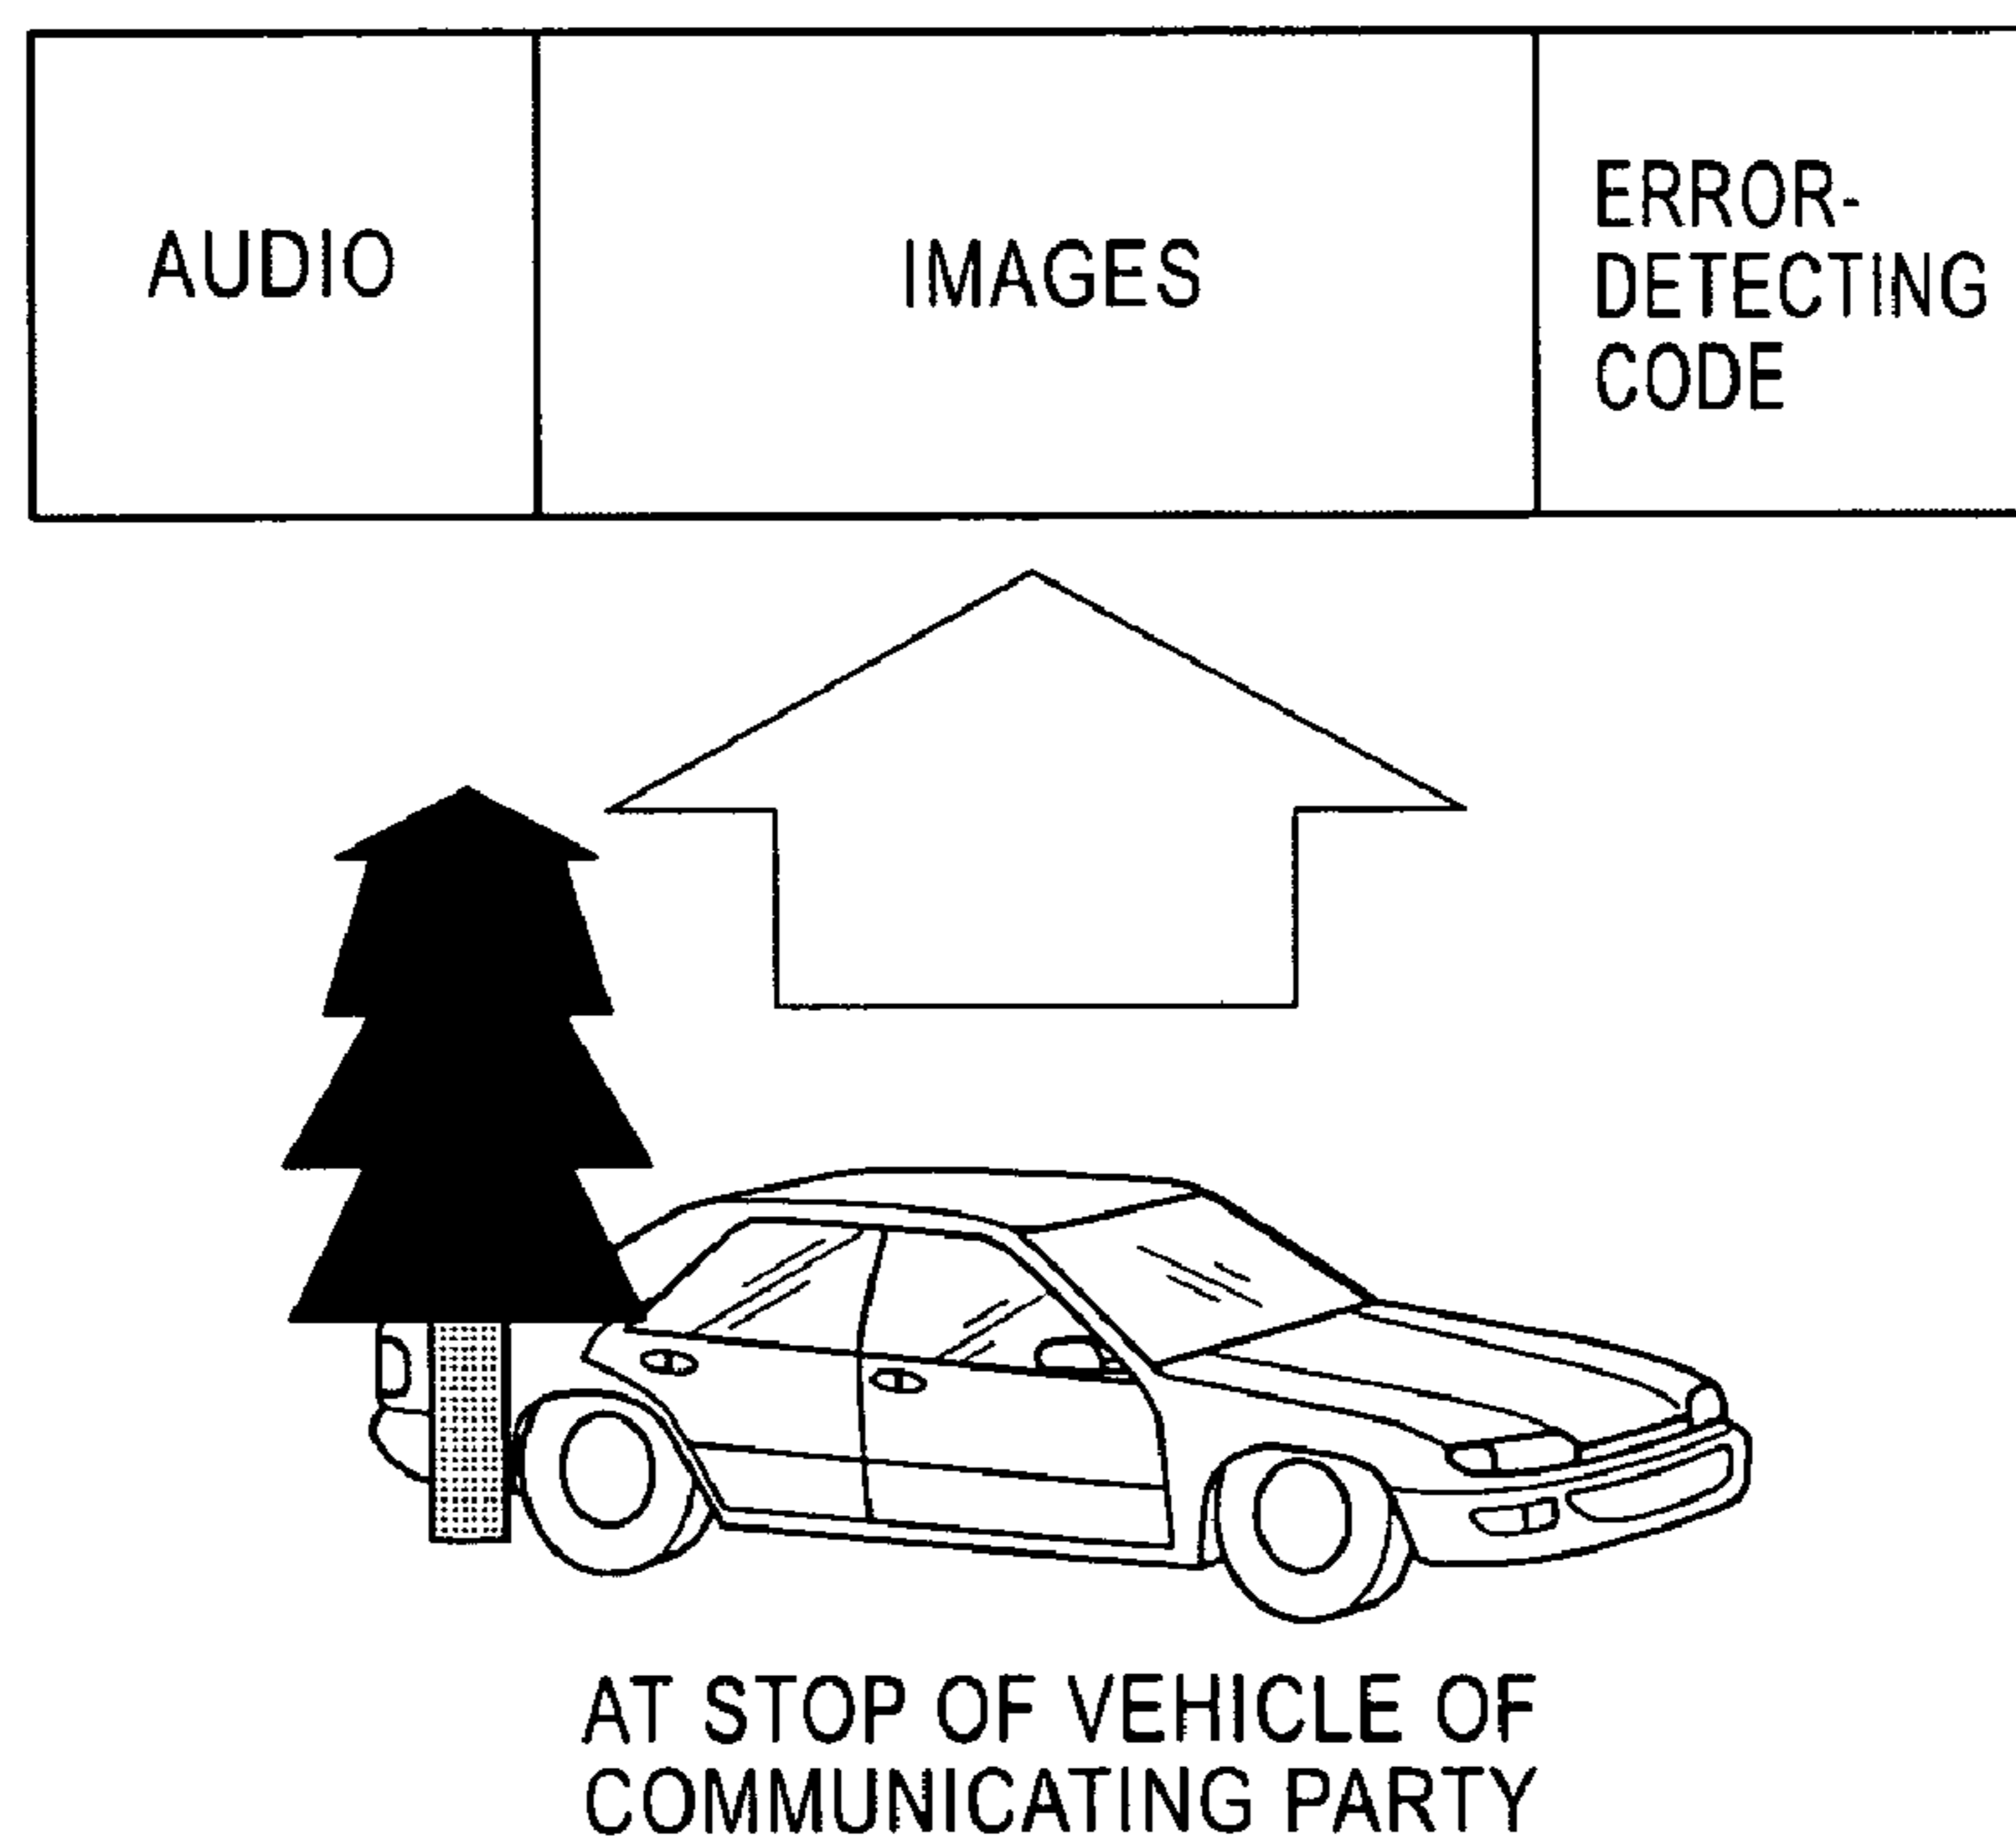 AUDIO
IMAGES
ERROR-
DETECTING
CODE
AT STOP OF VEHICLE OF
COMMUNICATING PARTY